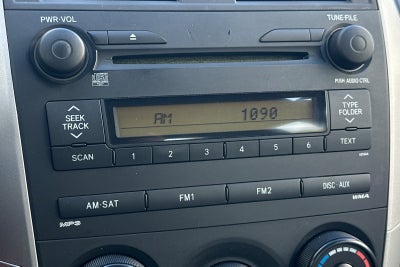 PWR·VOL
TUNE·FILE
PUSH AUDIO CTRL
SEEK
TRACK
AM 1090
TYPE
FOLDER
SCAN
1 2 3 4 5 6
TEXT
AM·SAT
FM1
FM2
DISC·AUX
MP3
WMA